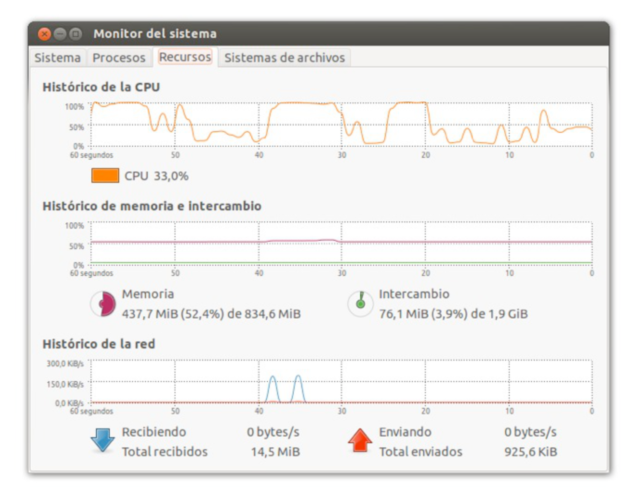 Monitor del sistema
Sistema Procesos Recursos Sistemas de archivos
Histórico de la CPU
100%
50%
0%
60 segundos 50 40 30 20 10 0
CPU 33,0%
Histórico de memoria e intercambio
100%
50%
0%
60 segundos 50 40 30 20 10 0
Memoria Intercambio
437,7 MiB (52,4%) de 834,6 MiB 76,1 MiB (3,9%) de 1,9 GiB
Histórico de la red
300,0 KiB/s
150,0 KiB/s
0,0 KiB/s
60 segundos 50 40 30 20 10 0
Recibiendo 0 bytes/s Enviando 0 bytes/s
Total recibidos 14,5 MiB Total enviados 925,6 KiB